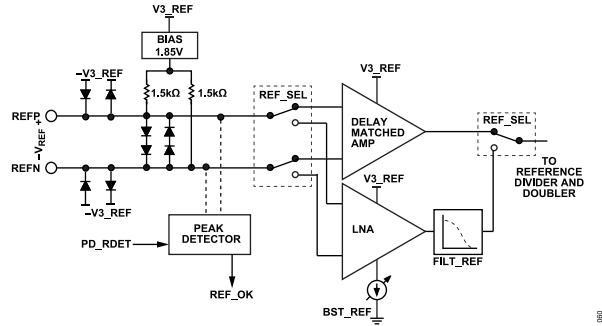 V3_REF
BIAS
1.85V
–V3_REF
1.5kΩ
1.5kΩ
REFP
+
VREF
–
REFN
–V3_REF
PD_RDET
PEAK
DETECTOR
REF_OK
REF_SEL
V3_REF
DELAY
MATCHED
AMP
V3_REF
LNA
BST_REF
FILT_REF
REF_SEL
TO
REFERENCE
DIVIDER AND
DOUBLER
060